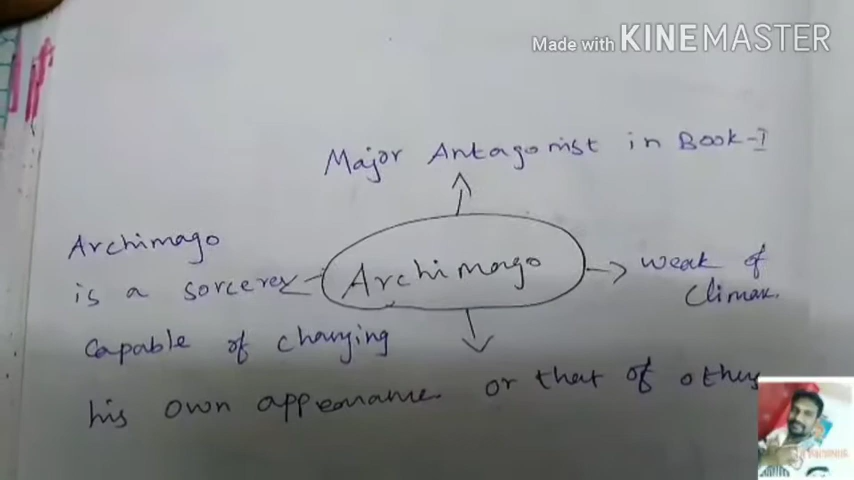 Made with KINEMASTER
Major Antagonist in Book-I
Archimago
Archimago
is a sorcerer
weak of
Climax.
Capable of changing
his own appearance or that of others